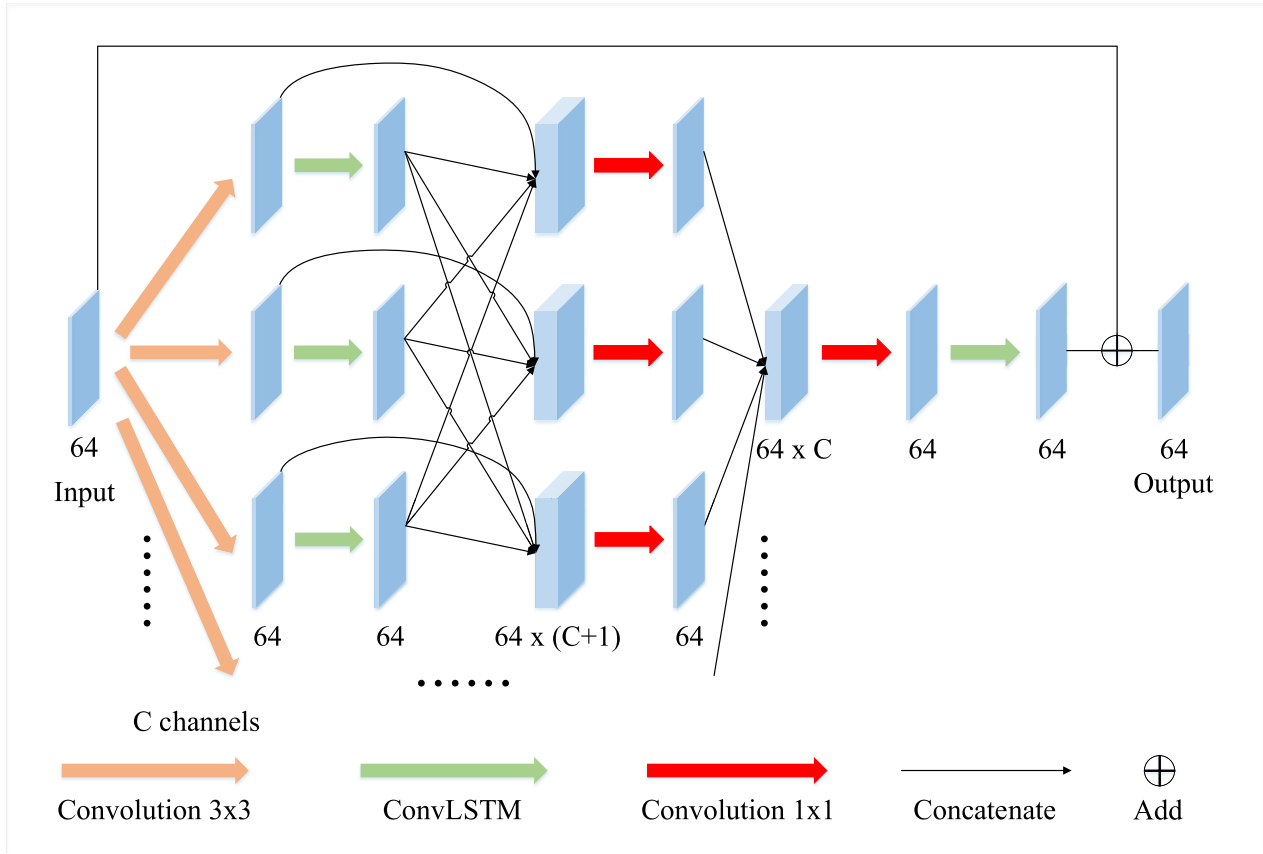 64
Input
64
64
64 x (C+1)
64
64 x C
64
64
64
Output
C channels
Convolution 3x3
ConvLSTM
Convolution 1x1
Concatenate
Add